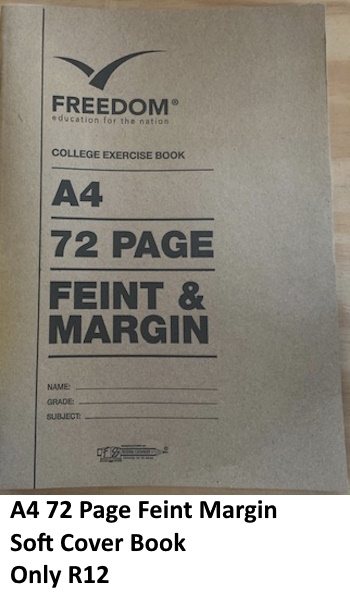 FREEDOM®
education for the nation
COLLEGE EXERCISE BOOK
A4
72 PAGE
FEINT &
MARGIN
NAME:
GRADE:
SUBJECT:
A4 72 Page Feint Margin
Soft Cover Book
Only R12